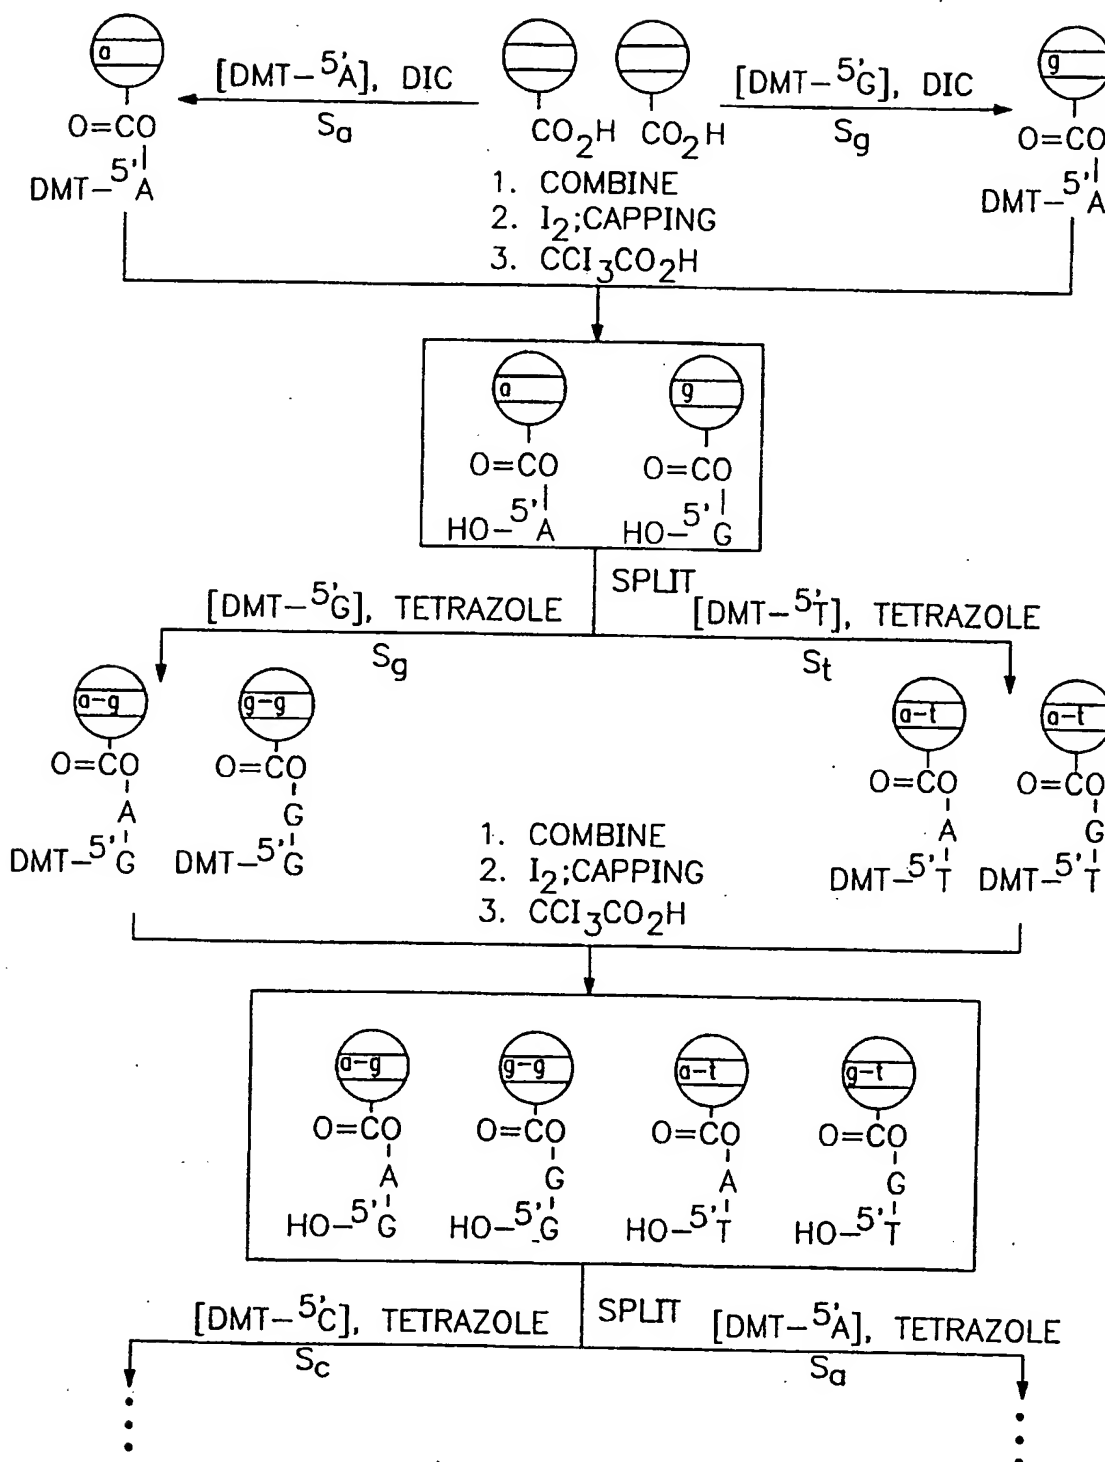 a
g
[DMT-5'A], DIC
Sa
[DMT-5'G], DIC
Sg
CO2H CO2H
O=CO
DMT-5'A
O=CO
DMT-5'A
1. COMBINE
2. I2;CAPPING
3. CCl3CO2H
a g
O=CO O=CO
HO-5'A HO-5'G
SPLIT
[DMT-5'G], TETRAZOLE
Sg
[DMT-5'T], TETRAZOLE
St
a-g g-g a-t a-t
O=CO O=CO O=CO O=CO
A G A G
DMT-5'G DMT-5'G DMT-5'T DMT-5'T
1. COMBINE
2. I2;CAPPING
3. CCl3CO2H
a-g g-g a-t g-t
O=CO O=CO O=CO O=CO
A G A G
HO-5'G HO-5'G HO-5'T HO-5'T
SPLIT
[DMT-5'C], TETRAZOLE
Sc
[DMT-5'A], TETRAZOLE
Sa